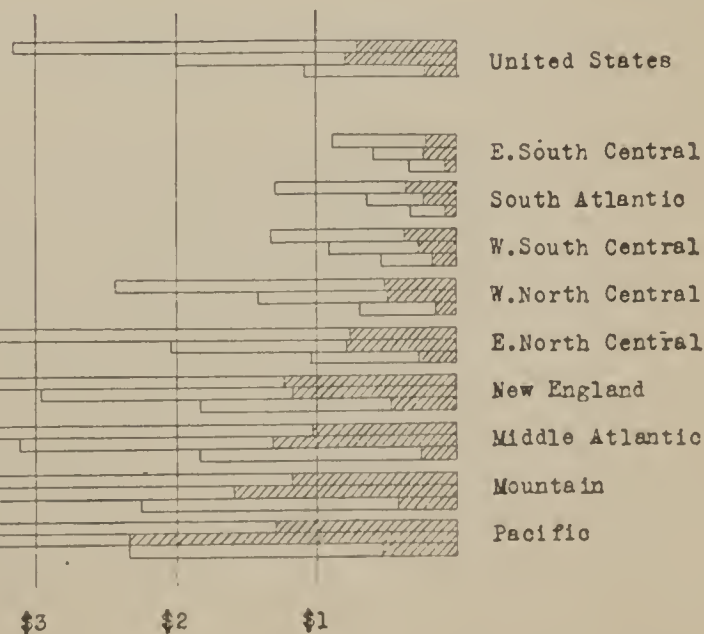 United States
E.South Central
South Atlantic
W.South Central
W.North Central
E.North Central
New England
Middle Atlantic
Mountain
Pacific
$3 $2 $1